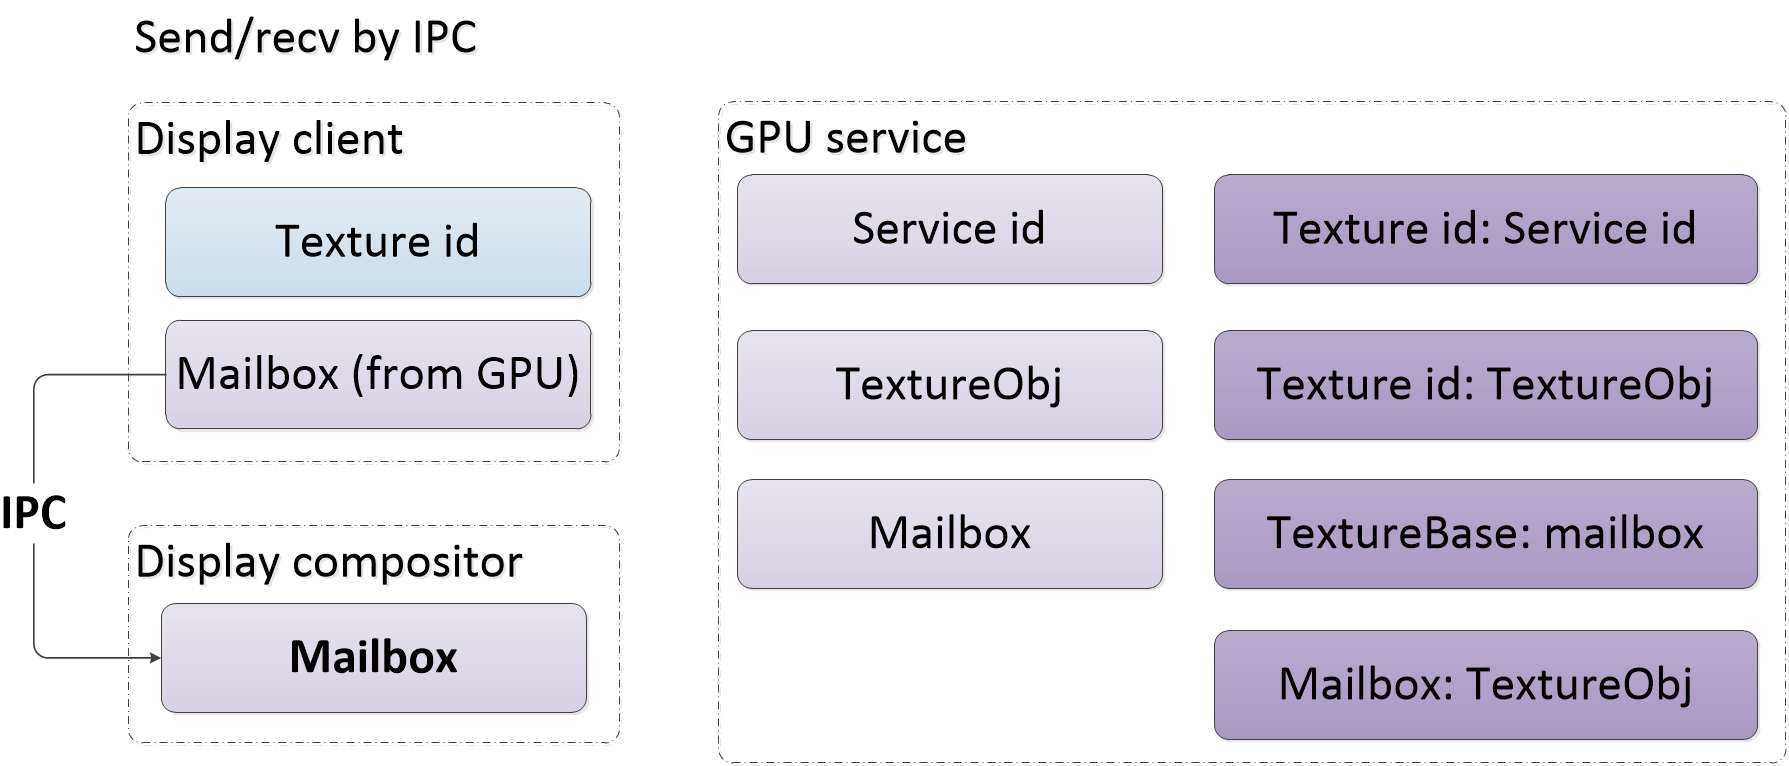 Send/recv by IPC
Display client
Texture id
Mailbox (from GPU)
IPC
Display compositor
Mailbox
GPU service
Service id
Texture id: Service id
TextureObj
Texture id: TextureObj
Mailbox
TextureBase: mailbox
Mailbox: TextureObj